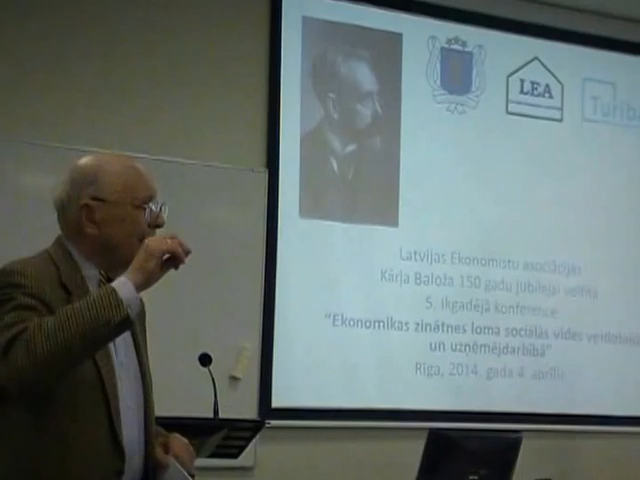 LEA
Turib
Latvijas Ekonomistu asociācijas
Kārļa Baloža 150 gadu jubilejai veltīta
5. Ikgadējā konference
"Ekonomikas zinātnes loma sociālās vides veidošanā
un uzņēmējdarbībā"
Rīga, 2014. gada 4. aprīlis